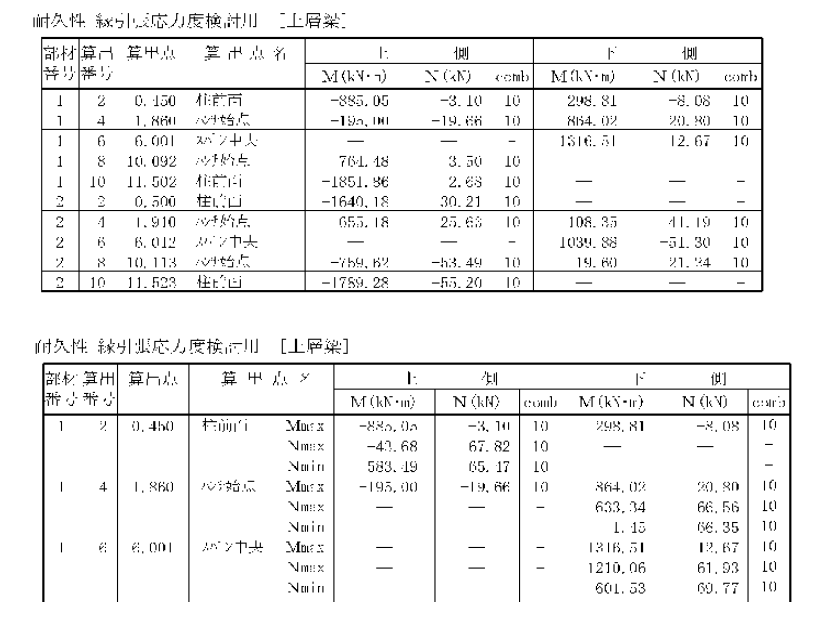 耐久性 縁引張応力度検討用 [上層梁]
部材 算出 算出点 算出点名 上 側 下 側
番号 番号 M(kN・m) N(kN) comb M(kN・m) N(kN) comb
1 2 0.450 柱前面 -885.05 -3.10 10 298.81 -8.08 10
1 4 1.860 ハンチ始点 -195.00 -19.66 10 864.02 20.80 10
1 6 6.001 スパン中央 — — - 1316.51 12.67 10
1 8 10.092 ハンチ始点 764.48 3.50 10
1 10 11.502 柱前面 -1851.86 2.63 10 — — -
2 2 0.500 柱前面 -1640.18 30.21 10 — — -
2 4 1.910 ハンチ始点 655.18 25.63 10 108.35 41.19 10
2 6 6.012 スパン中央 — — - 1039.88 -51.30 10
2 8 10.113 ハンチ始点 -759.62 -53.49 10 19.60 21.24 10
2 10 11.523 柱前面 -1789.28 -55.20 10 — — -
耐久性 縁引張応力度検討用 [上層梁]
部材 算出 算出点 算出点名 上 側 下 側
番号 番号 M(kN・m) N(kN) comb M(kN・m) N(kN) comb
1 2 0.450 柱前面 Mmax -885.05 -3.10 10 298.81 -8.08 10
Nmax -43.68 67.82 10 — — -
Nmin 583.49 65.17 10 -
1 4 1.860 ハンチ始点 Mmax -195.00 -19.66 10 864.02 20.80 10
Nmax — — - 633.34 66.56 10
Nmin 1.45 66.35 10
1 6 6.001 スパン中央 Mmax — — - 1316.51 12.67 10
Nmax — — - 1210.06 61.93 10
Nmin 601.53 69.77 10